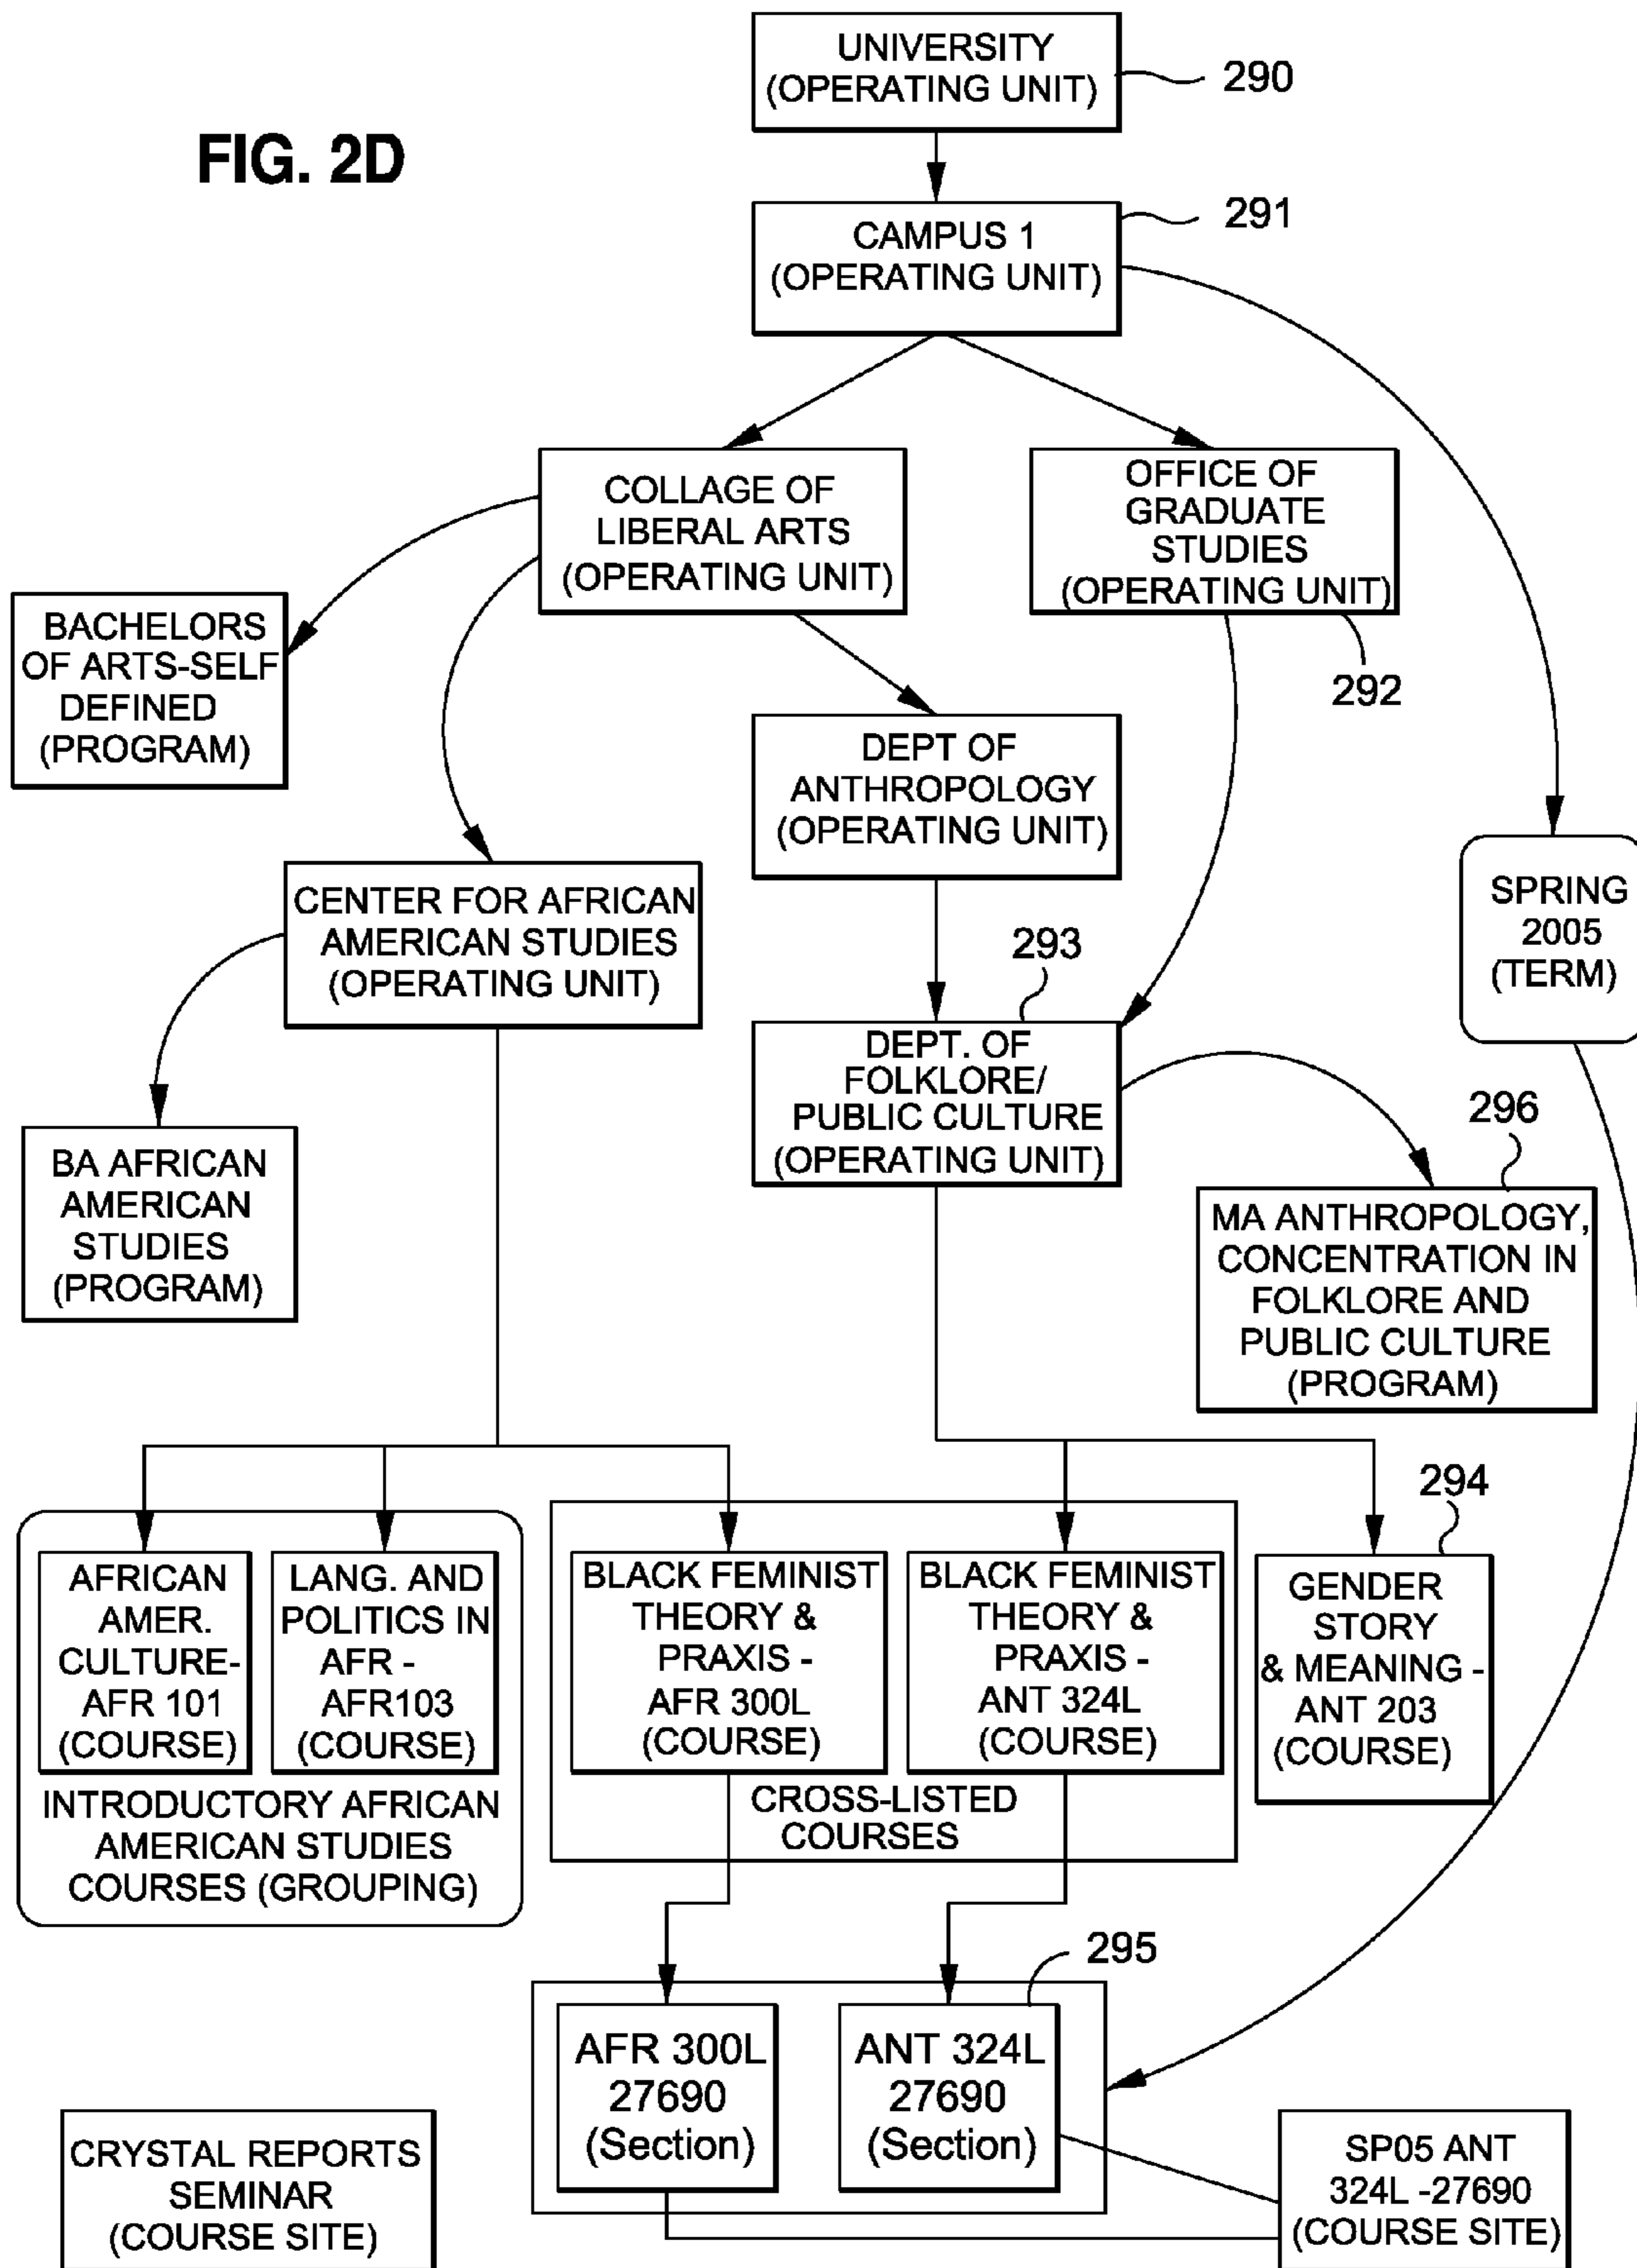 FIG. 2D
UNIVERSITY
(OPERATING UNIT)
290
CAMPUS 1
(OPERATING UNIT)
291
COLLAGE OF
LIBERAL ARTS
(OPERATING UNIT)
OFFICE OF
GRADUATE
STUDIES
(OPERATING UNIT)
292
BACHELORS
OF ARTS-SELF
DEFINED
(PROGRAM)
DEPT OF
ANTHROPOLOGY
(OPERATING UNIT)
CENTER FOR AFRICAN
AMERICAN STUDIES
(OPERATING UNIT)
SPRING
2005
(TERM)
293
DEPT. OF
FOLKLORE/
PUBLIC CULTURE
(OPERATING UNIT)
BA AFRICAN
AMERICAN
STUDIES
(PROGRAM)
296
MA ANTHROPOLOGY,
CONCENTRATION IN
FOLKLORE AND
PUBLIC CULTURE
(PROGRAM)
AFRICAN
AMER.
CULTURE-
AFR 101
(COURSE)
LANG. AND
POLITICS IN
AFR -
AFR103
(COURSE)
INTRODUCTORY AFRICAN
AMERICAN STUDIES
COURSES (GROUPING)
BLACK FEMINIST
THEORY &
PRAXIS -
AFR 300L
(COURSE)
BLACK FEMINIST
THEORY &
PRAXIS -
ANT 324L
(COURSE)
CROSS-LISTED
COURSES
294
GENDER
STORY
& MEANING -
ANT 203
(COURSE)
295
AFR 300L
27690
(Section)
ANT 324L
27690
(Section)
CRYSTAL REPORTS
SEMINAR
(COURSE SITE)
SP05 ANT
324L -27690
(COURSE SITE)